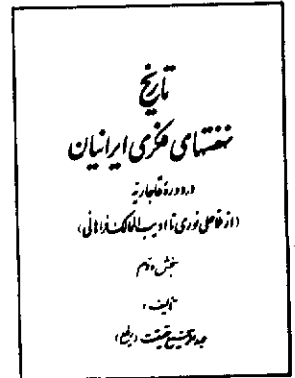 تاریخ
نهضتهای فکری ایرانیان
در دورهٔ قاجاریه
(از فاضل نوری تا ادیب الممالک فراهانی)
بخش دوم
تألیف:
عبدالرفیع حقیقت (رفیع)